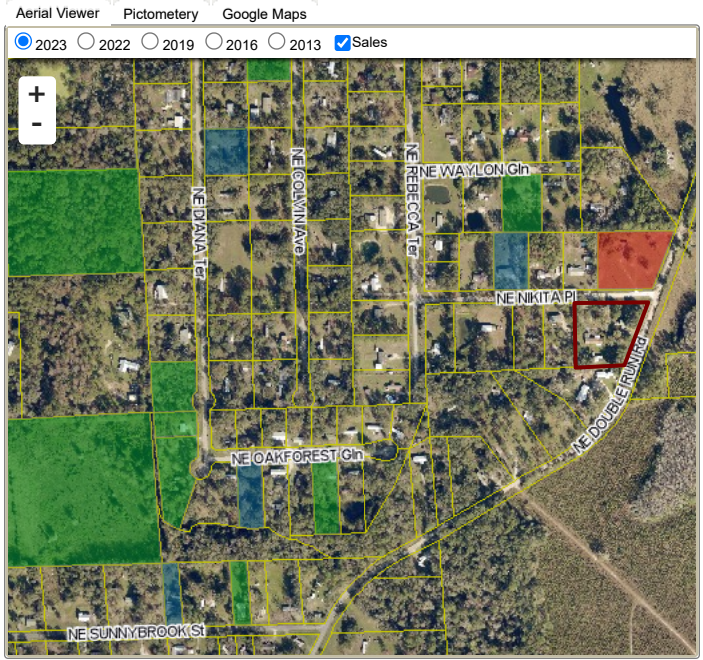 Aerial Viewer Pictometery Google Maps
2023 2022 2019 2016 2013 Sales
+
-
NE WAYLON Gln
NE DIANA Ter
NE COLVIN Ave
NE REBECCA Ter
NE NIKITA Pl
NE DOUBLE RUN Rd
NE OAKFOREST Gln
NE SUNNYBROOK St